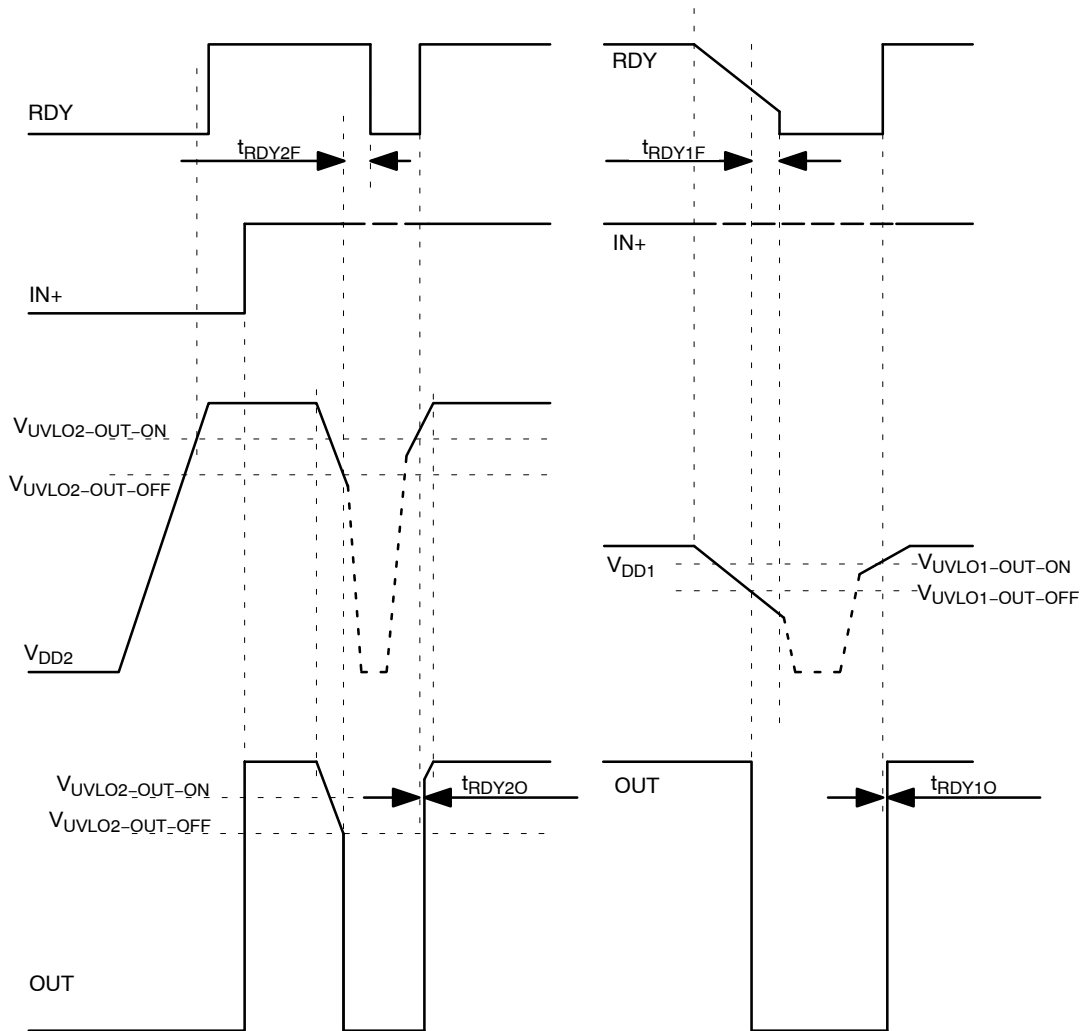 RDY
t_RDY2F
IN+
V_UVLO2-OUT-ON
V_UVLO2-OUT-OFF
V_DD2
V_UVLO2-OUT-ON
t_RDY2O
V_UVLO2-OUT-OFF
OUT
RDY
t_RDY1F
IN+
V_DD1
V_UVLO1-OUT-ON
V_UVLO1-OUT-OFF
OUT
t_RDY1O